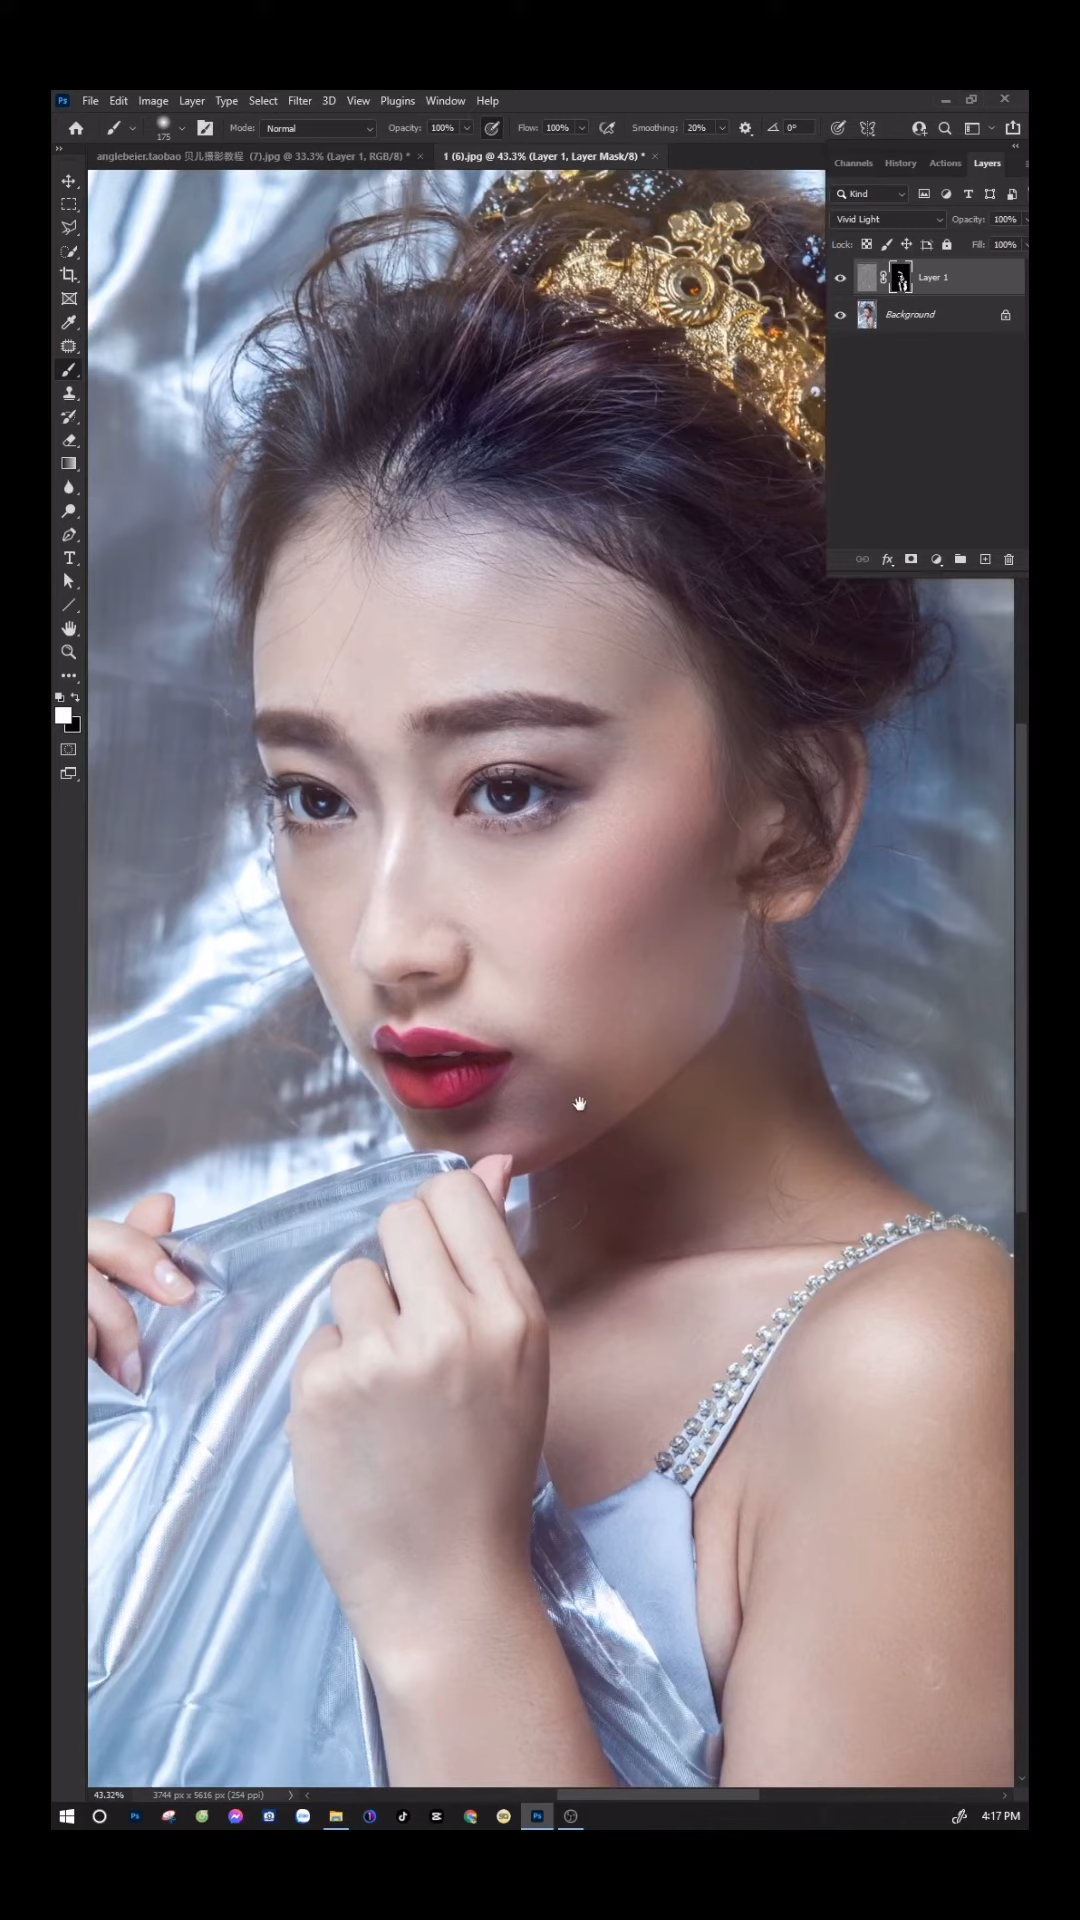 Ps File Edit Image Layer Type Select Filter 3D View Plugins Window Help
175 Mode: Normal Opacity: 100% Flow: 100% Smoothing: 20% 0°
anglebeier.taobao 贝儿摄影教程 (7).jpg @ 33.3% (Layer 1, RGB/8) * × 1 (6).jpg @ 43.3% (Layer 1, Layer Mask/8) * ×
Channels History Actions Layers
Kind
Vivid Light Opacity: 100%
Lock: Fill: 100%
Layer 1
Background
43.32% 3744 px x 5616 px (254 ppi)
4:17 PM